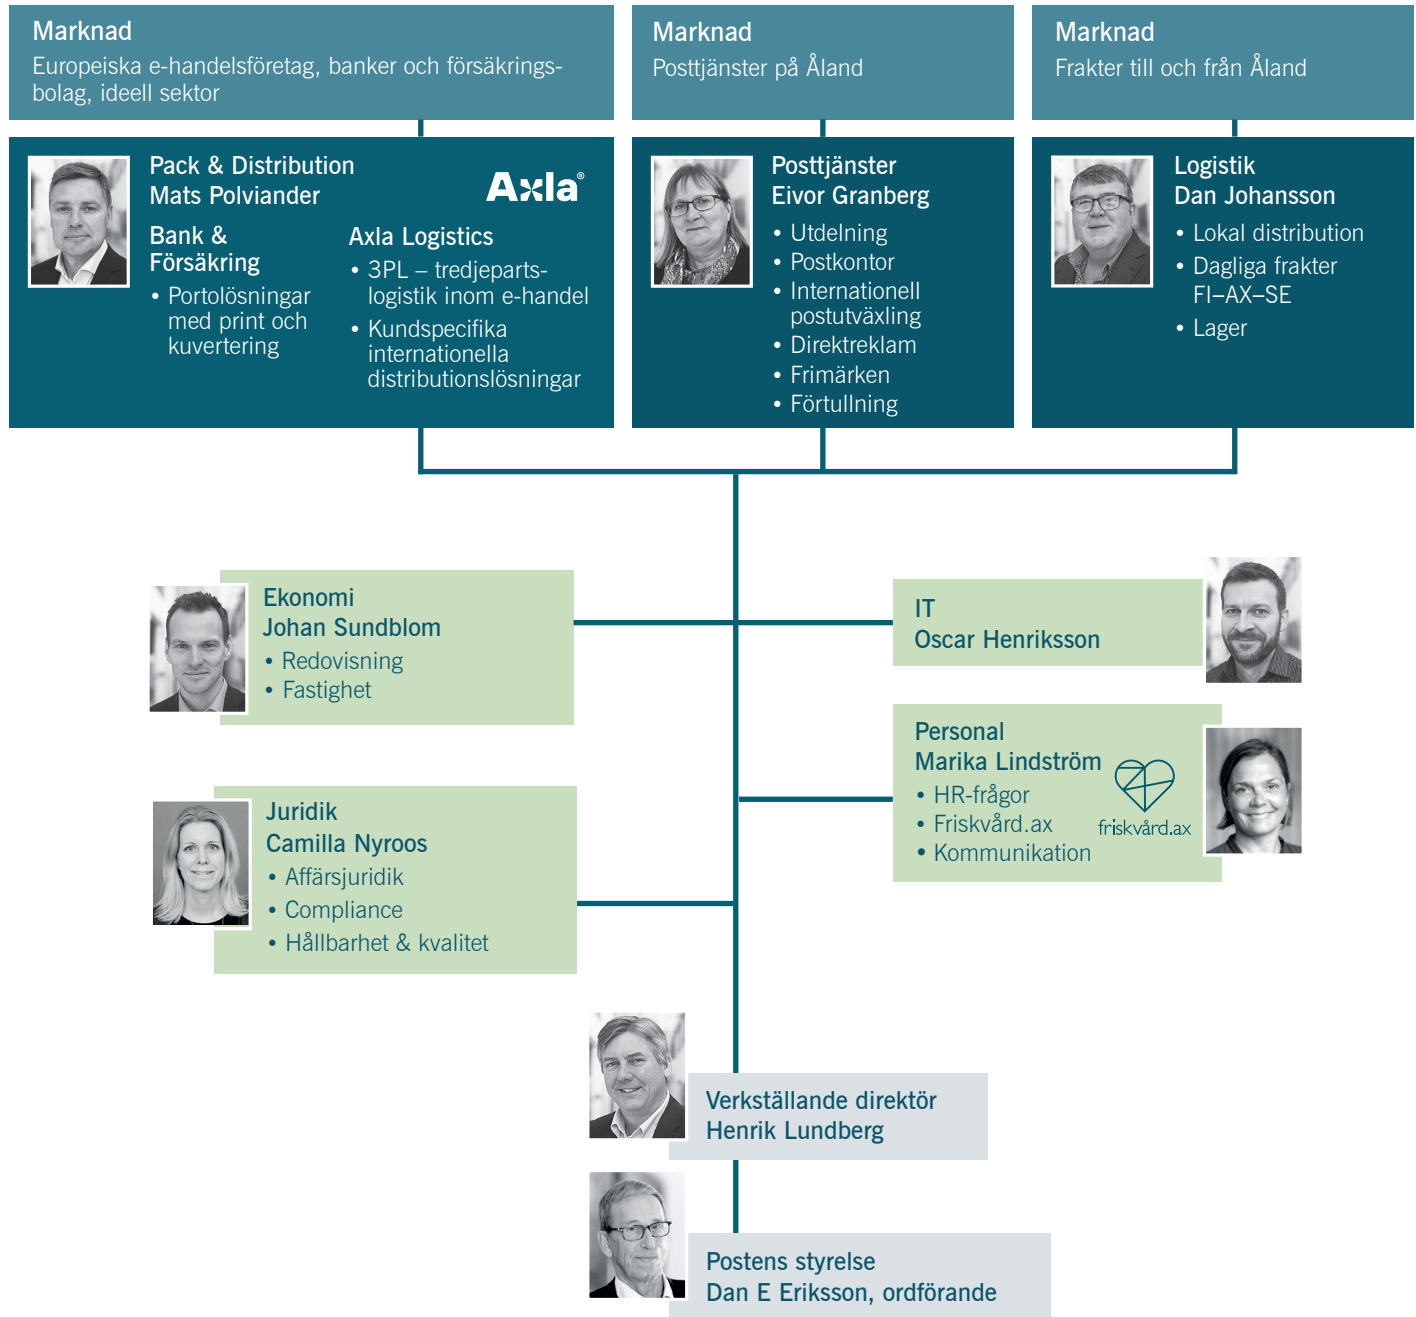 Marknad
Europeiska e-handelsföretag, banker och försäkrings-
bolag, ideell sektor
Marknad
Posttjänster på Åland
Marknad
Frakter till och från Åland
Pack & Distribution
Mats Polviander
Axla®
Bank &
Försäkring
• Portolösningar
med print och
kuvertering
Axla Logistics
• 3PL – tredjeparts-
logistik inom e-handel
• Kundspecifika
internationella
distributionslösningar
Posttjänster
Eivor Granberg
• Utdelning
• Postkontor
• Internationell
postutväxling
• Direktreklam
• Frimärken
• Förtullning
Logistik
Dan Johansson
• Lokal distribution
• Dagliga frakter
FI–AX–SE
• Lager
Ekonomi
Johan Sundblom
• Redovisning
• Fastighet
IT
Oscar Henriksson
Personal
Marika Lindström
• HR-frågor
• Friskvård.ax
• Kommunikation
friskvård.ax
Juridik
Camilla Nyroos
• Affärsjuridik
• Compliance
• Hållbarhet & kvalitet
Verkställande direktör
Henrik Lundberg
Postens styrelse
Dan E Eriksson, ordförande